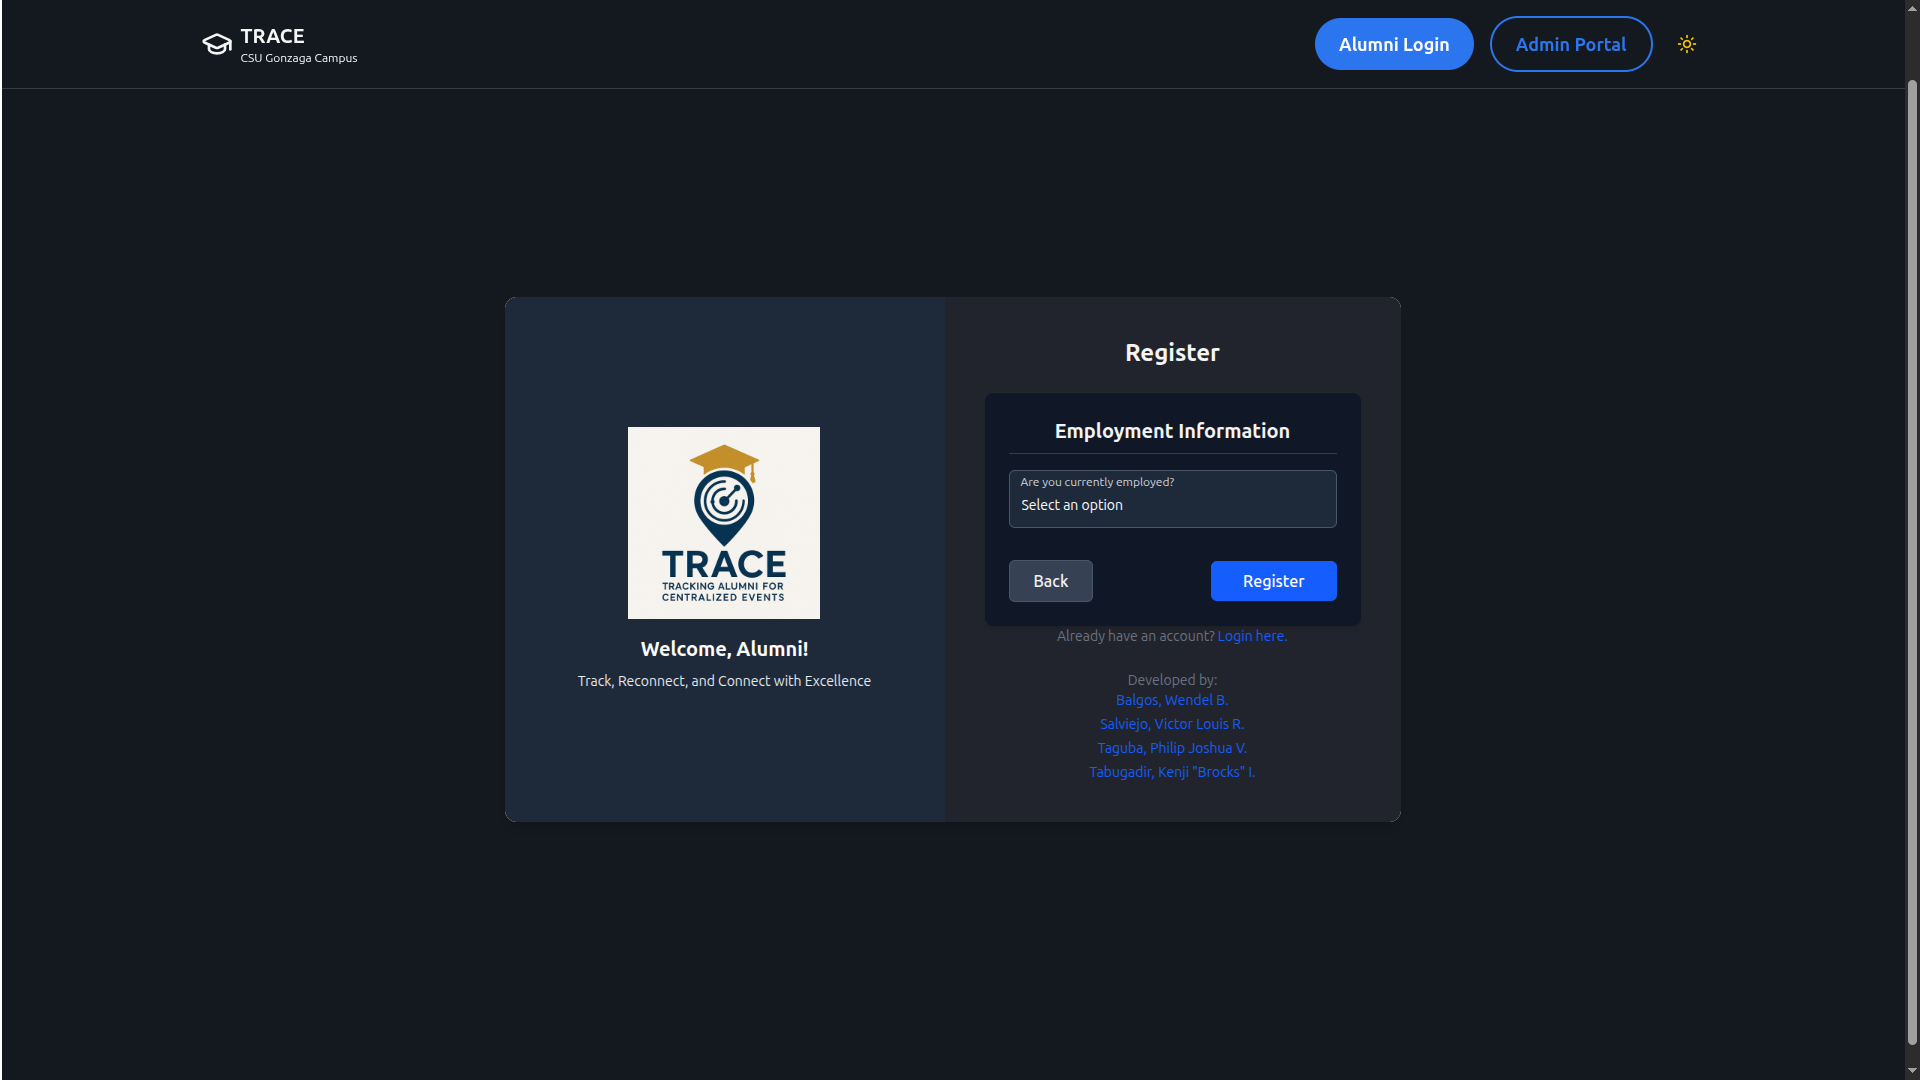 TRACE
CSU Gonzaga Campus
Alumni Login
Admin Portal
TRACE
TRACKING ALUMNI FOR
CENTRALIZED EVENTS
Welcome, Alumni!
Track, Reconnect, and Connect with Excellence
Register
Employment Information
Are you currently employed?
Select an option
Back
Register
Already have an account? Login here.
Developed by:
Balgos, Wendel B.
Salviejo, Victor Louis R.
Taguba, Philip Joshua V.
Tabugadir, Kenji "Brocks" I.